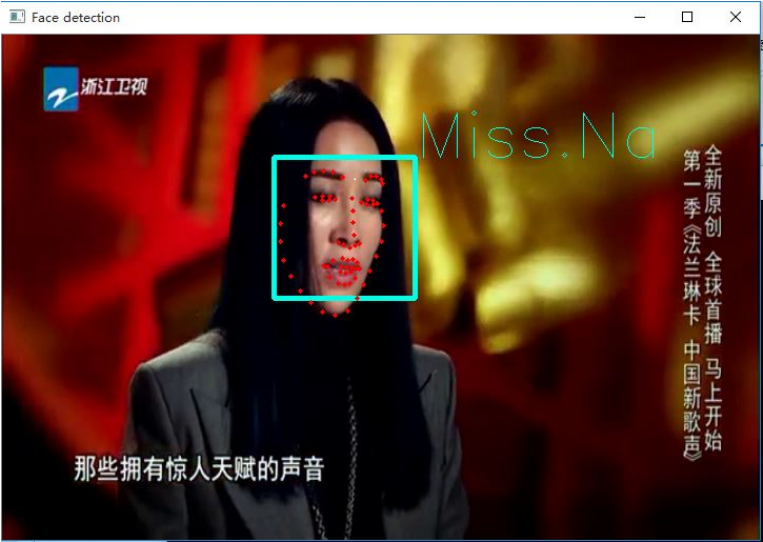 Face detection
浙江卫视
Miss.Na
全新原创 全球首播 马上开始
第一季《法兰琳卡 中国新歌声》
那些拥有惊人天赋的声音